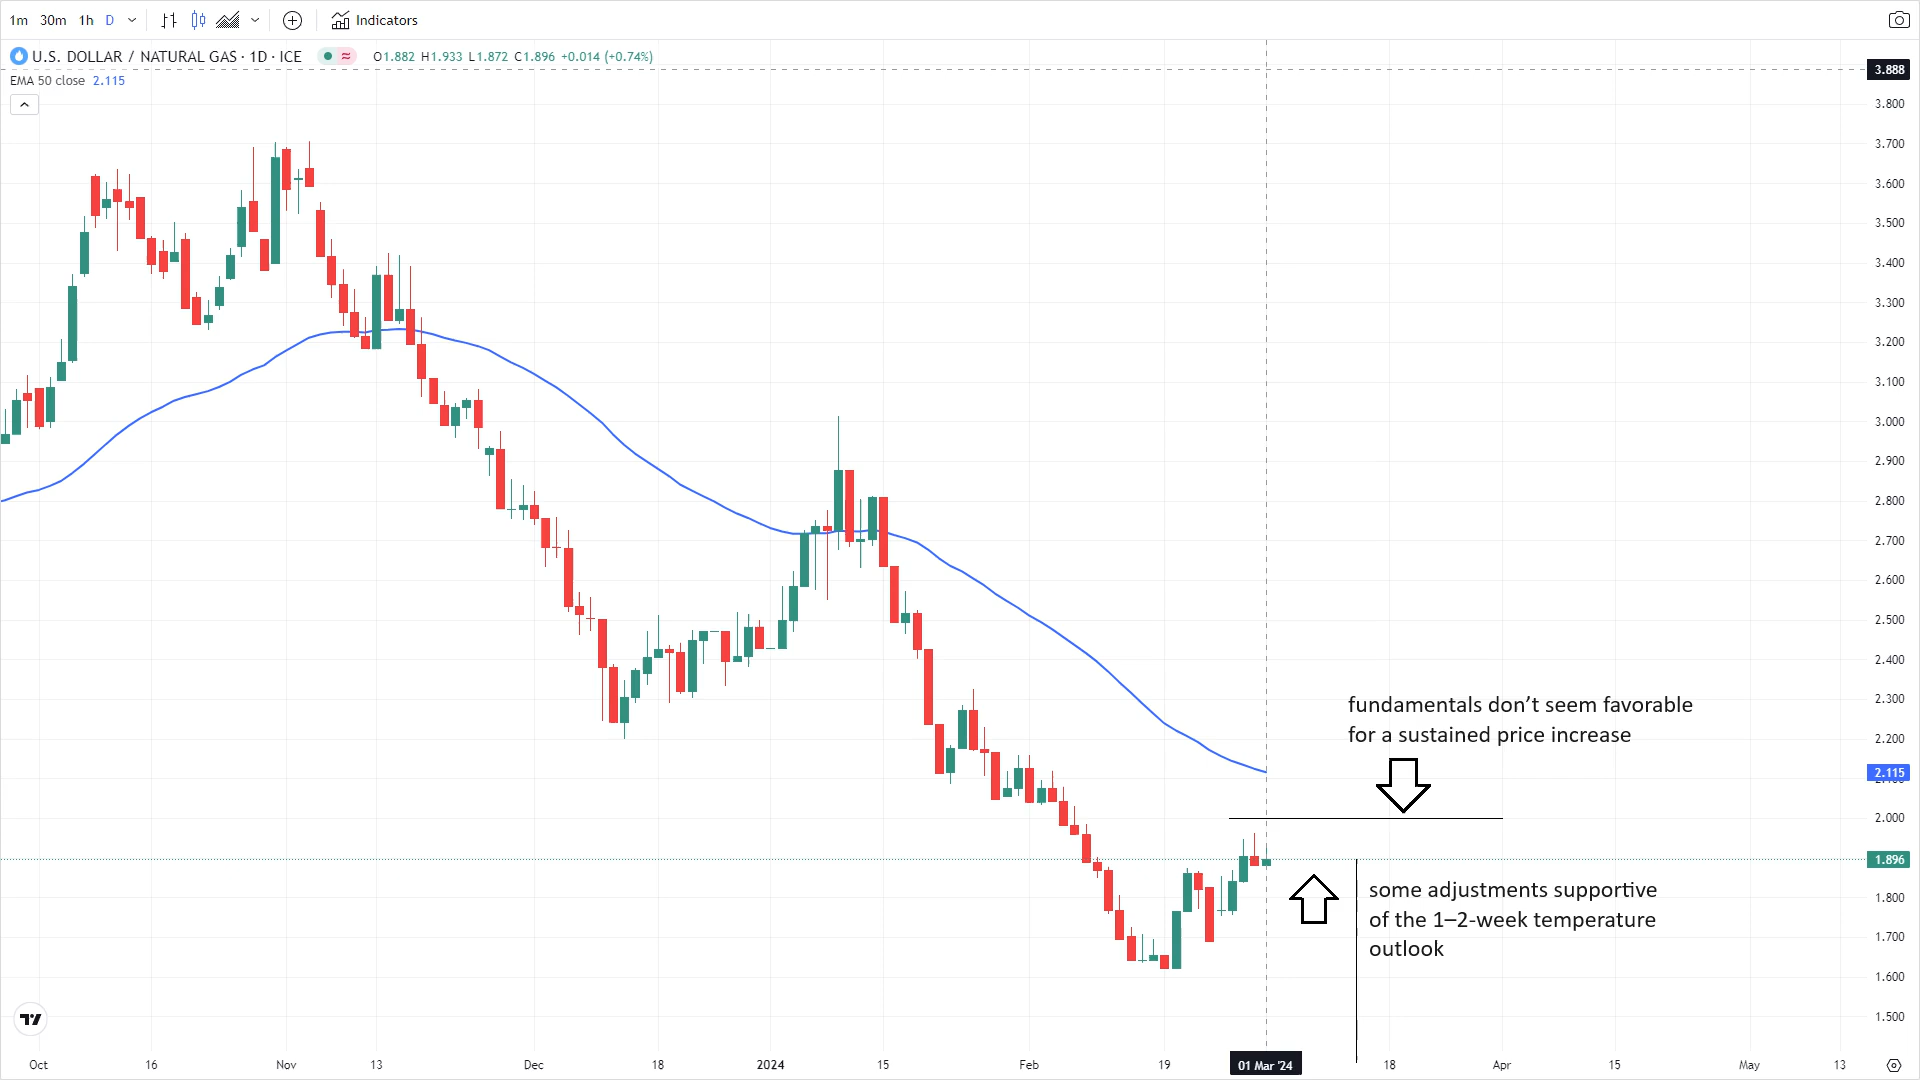 1m 30m 1h D Indicators
U.S. DOLLAR / NATURAL GAS · 1D · ICE O1.882 H1.933 L1.872 C1.896 +0.014 (+0.74%)
EMA 50 close 2.115
3.888
3.800
3.700
3.600
3.500
3.400
3.300
3.200
3.100
3.000
2.900
2.800
2.700
2.600
2.500
2.400
2.300
2.200
2.115
2.000
1.896
1.800
1.700
1.600
1.500
fundamentals don’t seem favorable
for a sustained price increase
some adjustments supportive
of the 1–2-week temperature
outlook
Oct 16 Nov 13 Dec 18 2024 15 Feb 19 01 Mar '24 18 Apr 15 May 13